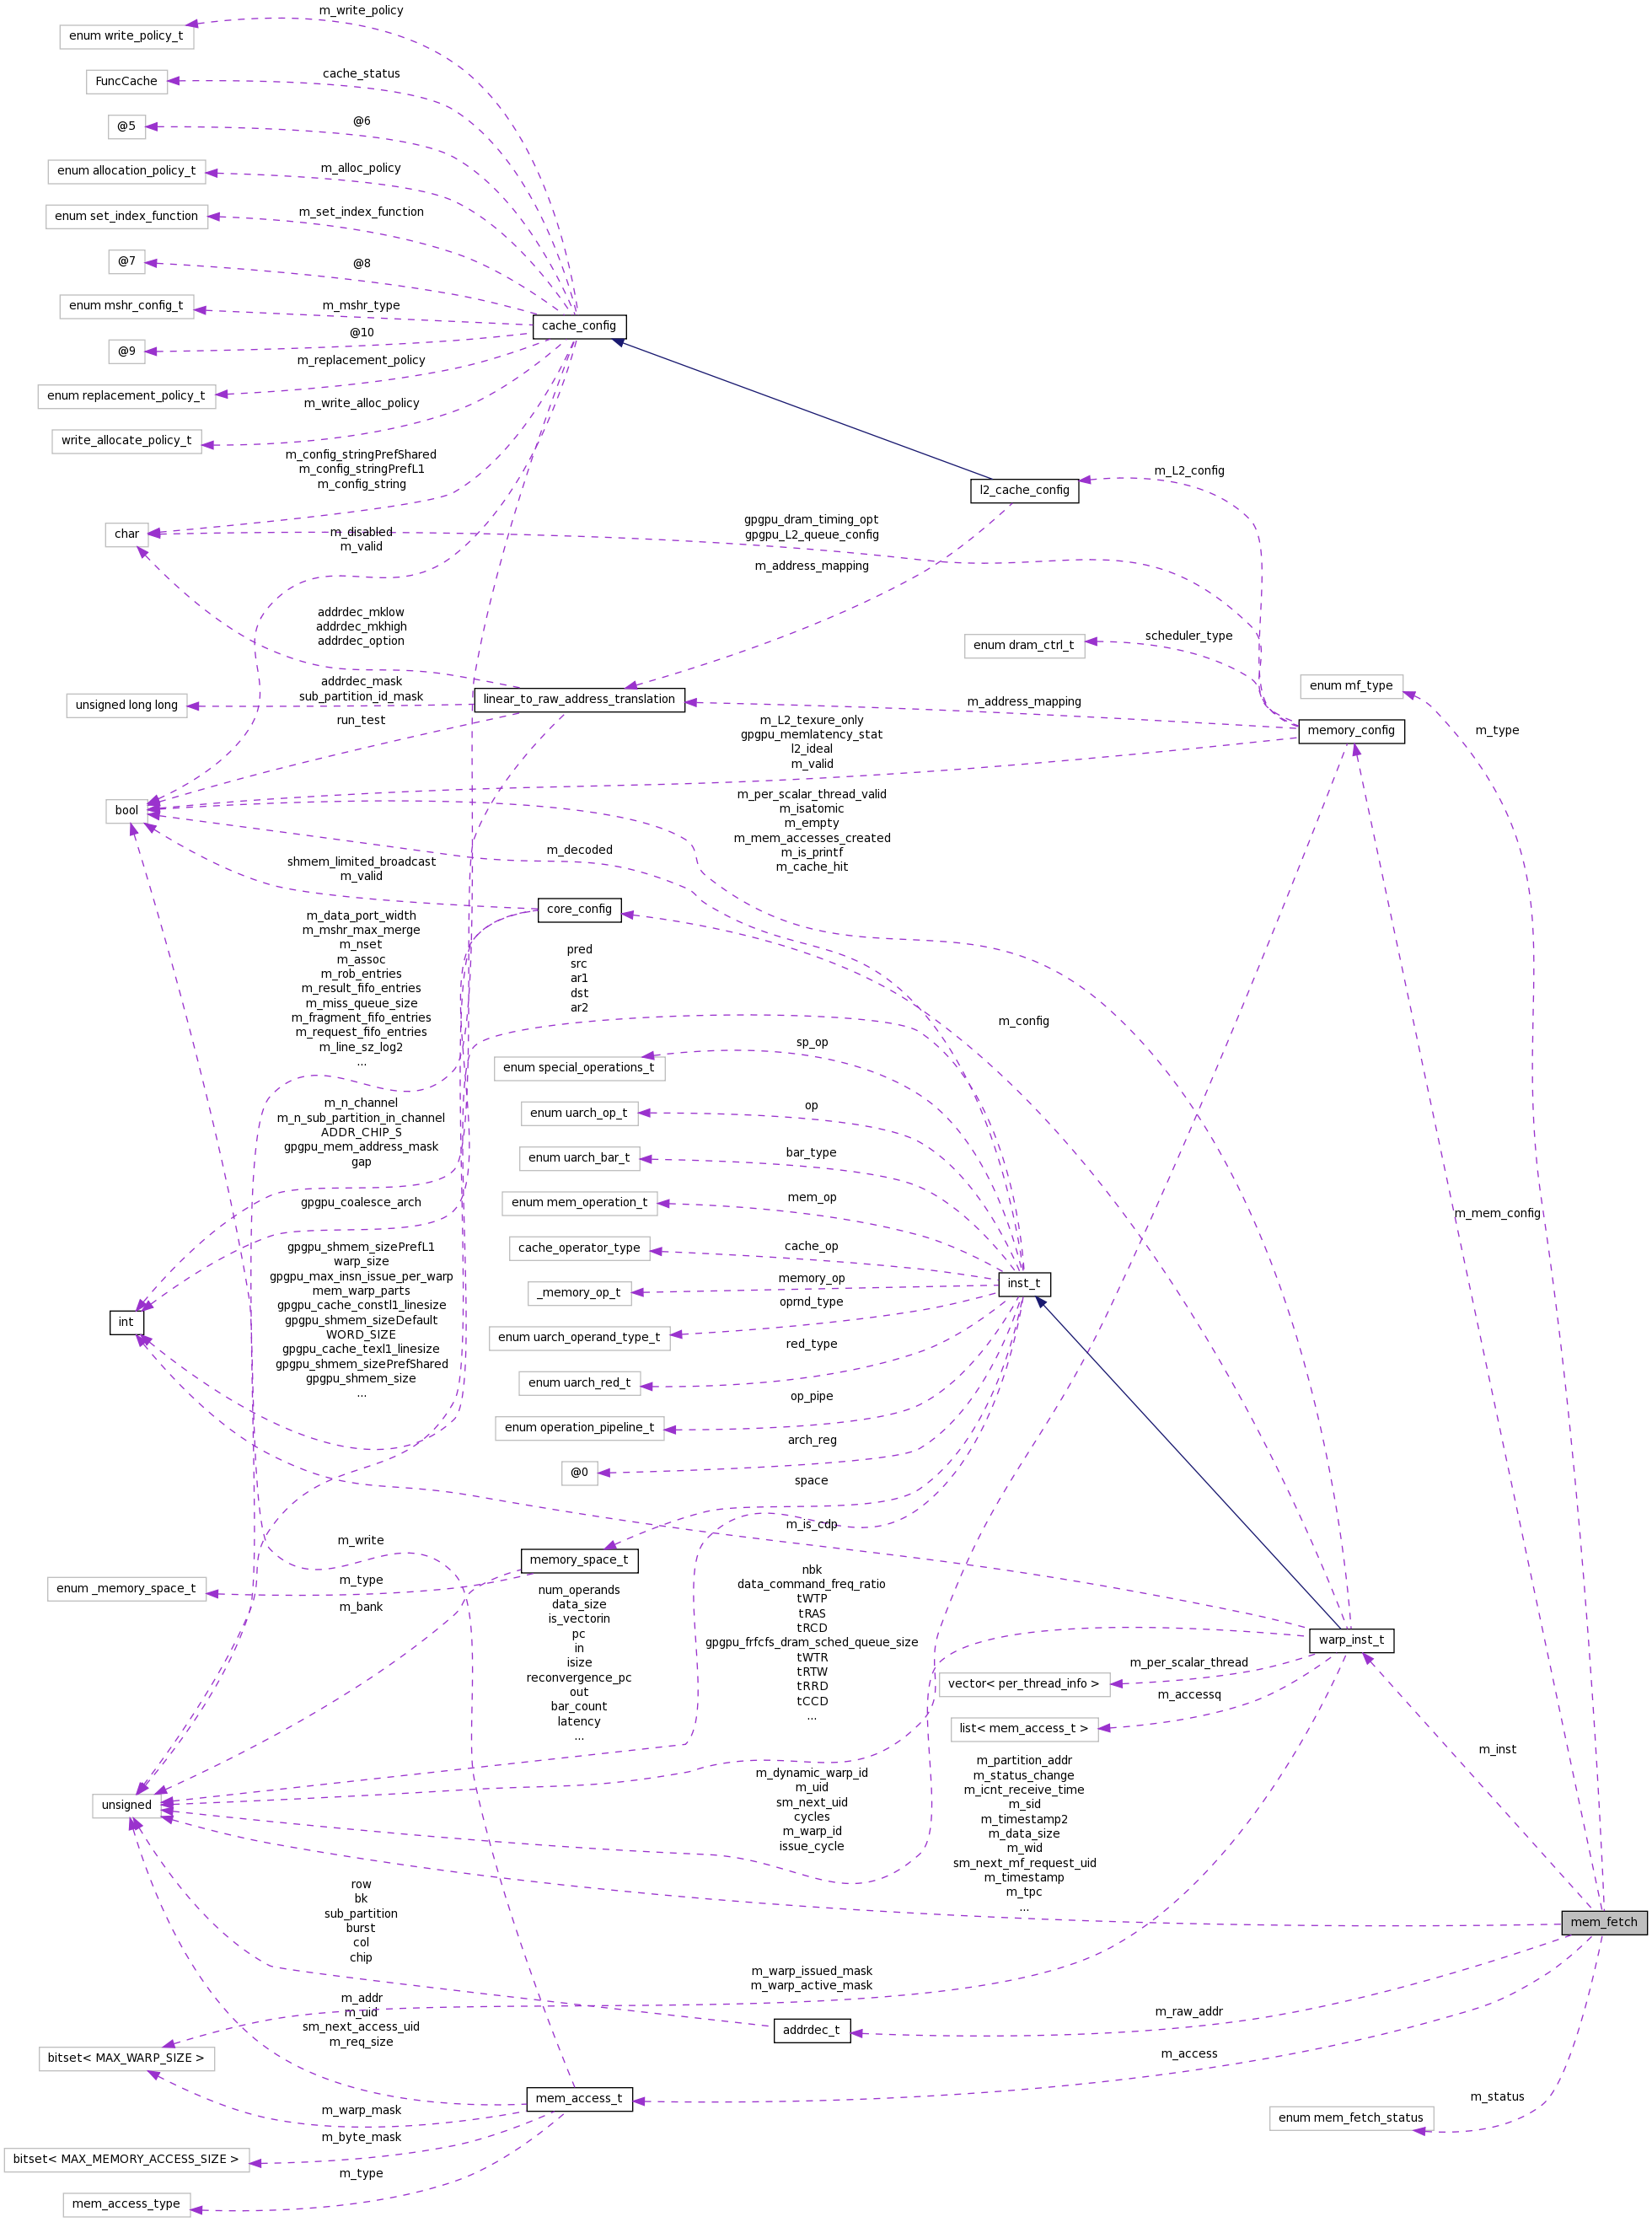 m_write_policy
enum write_policy_t
cache_status
FuncCache
@6
@5
m_alloc_policy
enum allocation_policy_t
m_set_index_function
enum set_index_function
@8
@7
m_mshr_type
enum mshr_config_t
cache_config
@10
@9
m_replacement_policy
enum replacement_policy_t
m_write_alloc_policy
write_allocate_policy_t
m_config_stringPrefShared
m_config_stringPrefL1
m_config_string
m_L2_config
l2_cache_config
char
m_disabled
m_valid
gpgpu_dram_timing_opt
gpgpu_L2_queue_config
m_address_mapping
addrdec_mklow
addrdec_mkhigh
addrdec_option
scheduler_type
enum dram_ctrl_t
enum mf_type
addrdec_mask
sub_partition_id_mask
unsigned long long
linear_to_raw_address_translation
m_address_mapping
run_test
m_L2_texure_only
gpgpu_memlatency_stat
l2_ideal
m_valid
memory_config
m_type
bool
m_per_scalar_thread_valid
m_isatomic
m_empty
m_mem_accesses_created
m_is_printf
m_cache_hit
m_decoded
shmem_limited_broadcast
m_valid
core_config
m_data_port_width
m_mshr_max_merge
m_nset
m_assoc
m_rob_entries
m_result_fifo_entries
m_miss_queue_size
m_fragment_fifo_entries
m_request_fifo_entries
m_line_sz_log2
...
pred
src
ar1
dst
ar2
m_config
sp_op
enum special_operations_t
m_n_channel
m_n_sub_partition_in_channel
ADDR_CHIP_S
gpgpu_mem_address_mask
gap
op
enum uarch_op_t
bar_type
enum uarch_bar_t
gpgpu_coalesce_arch
mem_op
enum mem_operation_t
m_mem_config
cache_op
cache_operator_type
gpgpu_shmem_sizePrefL1
warp_size
gpgpu_max_insn_issue_per_warp
mem_warp_parts
gpgpu_cache_constl1_linesize
gpgpu_shmem_sizeDefault
WORD_SIZE
gpgpu_cache_texl1_linesize
gpgpu_shmem_sizePrefShared
gpgpu_shmem_size
...
int
memory_op
_memory_op_t
inst_t
oprnd_type
enum uarch_operand_type_t
red_type
enum uarch_red_t
op_pipe
enum operation_pipeline_t
arch_reg
@0
space
m_is_cdp
m_write
memory_space_t
m_type
enum _memory_space_t
m_bank
num_operands
data_size
is_vectorin
pc
in
isize
reconvergence_pc
out
bar_count
latency
...
nbk
data_command_freq_ratio
tWTP
tRAS
tRCD
gpgpu_frfcfs_dram_sched_queue_size
tWTR
tRTW
tRRD
tCCD
...
warp_inst_t
m_per_scalar_thread
vector< per_thread_info >
m_accessq
list< mem_access_t >
m_inst
unsigned
m_dynamic_warp_id
m_uid
sm_next_uid
cycles
m_warp_id
issue_cycle
m_partition_addr
m_status_change
m_icnt_receive_time
m_sid
m_timestamp2
m_data_size
m_wid
sm_next_mf_request_uid
m_timestamp
m_tpc
...
mem_fetch
row
bk
sub_partition
burst
col
chip
m_warp_issued_mask
m_warp_active_mask
m_raw_addr
addrdec_t
m_addr
m_uid
sm_next_access_uid
m_req_size
bitset< MAX_WARP_SIZE >
m_access
mem_access_t
m_warp_mask
m_status
enum mem_fetch_status
m_byte_mask
bitset< MAX_MEMORY_ACCESS_SIZE >
m_type
mem_access_type